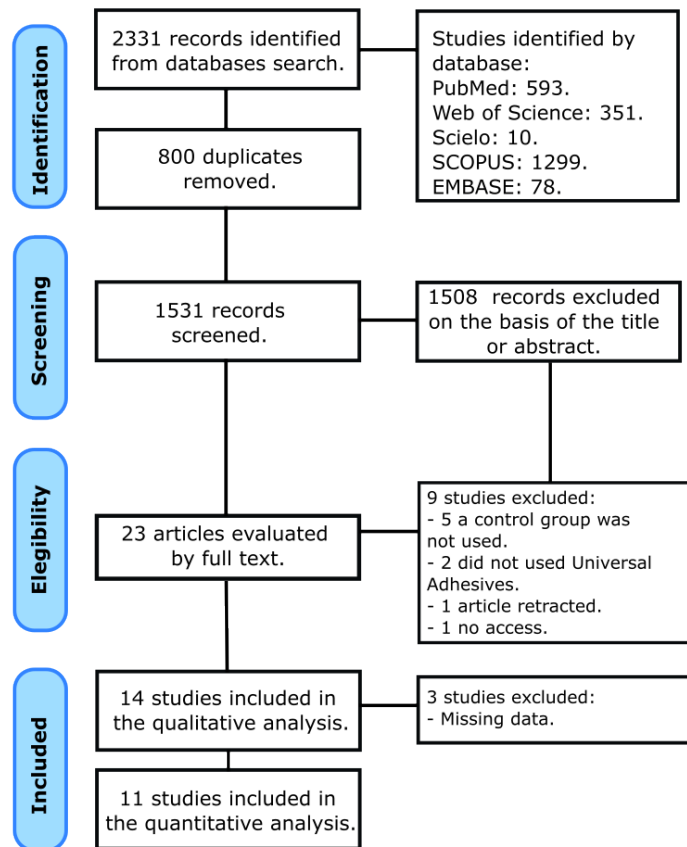 Identification
2331 records identified
from databases search.
Studies identified by
database:
PubMed: 593.
Web of Science: 351.
Scielo: 10.
SCOPUS: 1299.
EMBASE: 78.
800 duplicates
removed.
Screening
1531 records
screened.
1508 records excluded
on the basis of the title
or abstract.
Elegibility
23 articles evaluated
by full text.
9 studies excluded:
- 5 a control group was
not used.
- 2 did not used Universal
Adhesives.
- 1 article retracted.
- 1 no access.
Included
14 studies included in
the qualitative analysis.
3 studies excluded:
- Missing data.
11 studies included in
the quantitative analysis.